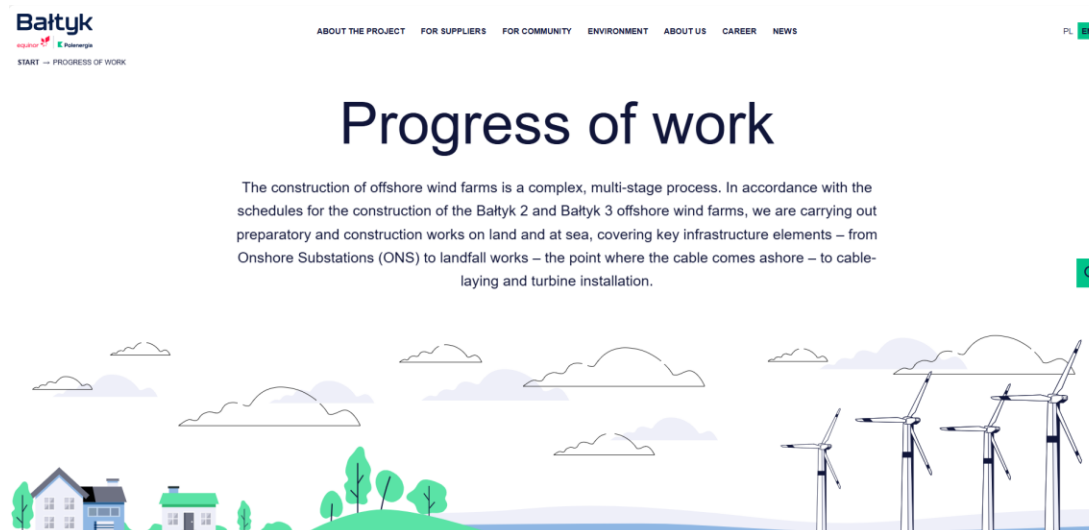 Bałtyk
equinor Polenergia
ABOUT THE PROJECT FOR SUPPLIERS FOR COMMUNITY ENVIRONMENT ABOUT US CAREER NEWS
PL
START → PROGRESS OF WORK
Progress of work
The construction of offshore wind farms is a complex, multi-stage process. In accordance with the
schedules for the construction of the Bałtyk 2 and Bałtyk 3 offshore wind farms, we are carrying out
preparatory and construction works on land and at sea, covering key infrastructure elements – from
Onshore Substations (ONS) to landfall works – the point where the cable comes ashore – to cable-
laying and turbine installation.